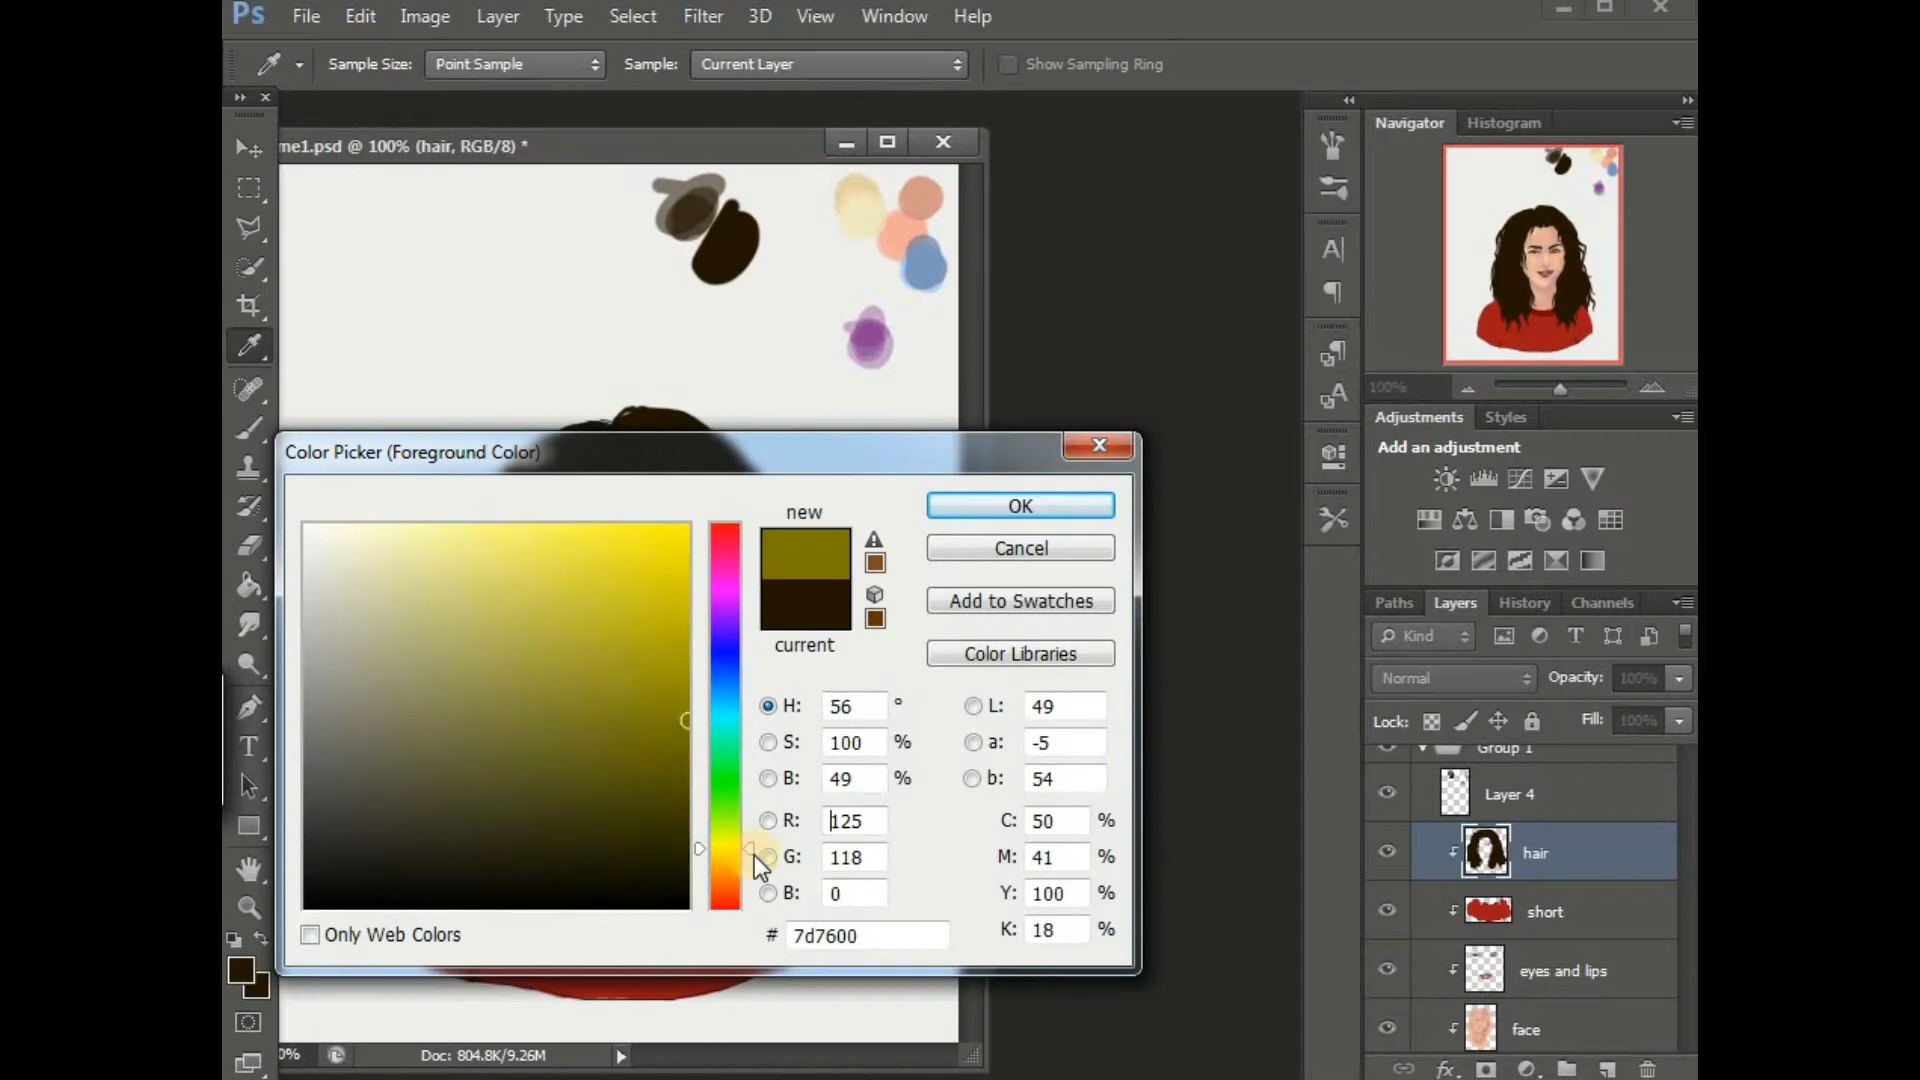 Ps File Edit Image Layer Type Select Filter 3D View Window Help
Sample Size: Point Sample Sample: Current Layer Show Sampling Ring
Navigator Histogram
me1.psd @ 100% (hair, RGB/8) *
100%
Adjustments Styles
Add an adjustment
Color Picker (Foreground Color)
new
current
OK
Cancel
Add to Swatches
Color Libraries
H: 56 °
S: 100 %
B: 49 %
R: 125
G: 118
B: 0
# 7d7600
L: 49
a: -5
b: 54
C: 50 %
M: 41 %
Y: 100 %
K: 18 %
Only Web Colors
Paths Layers History Channels
Kind
Normal Opacity: 100%
Lock: Fill: 100%
Group 1
Layer 4
hair
short
eyes and lips
face
0% Doc: 804.8K/9.26M